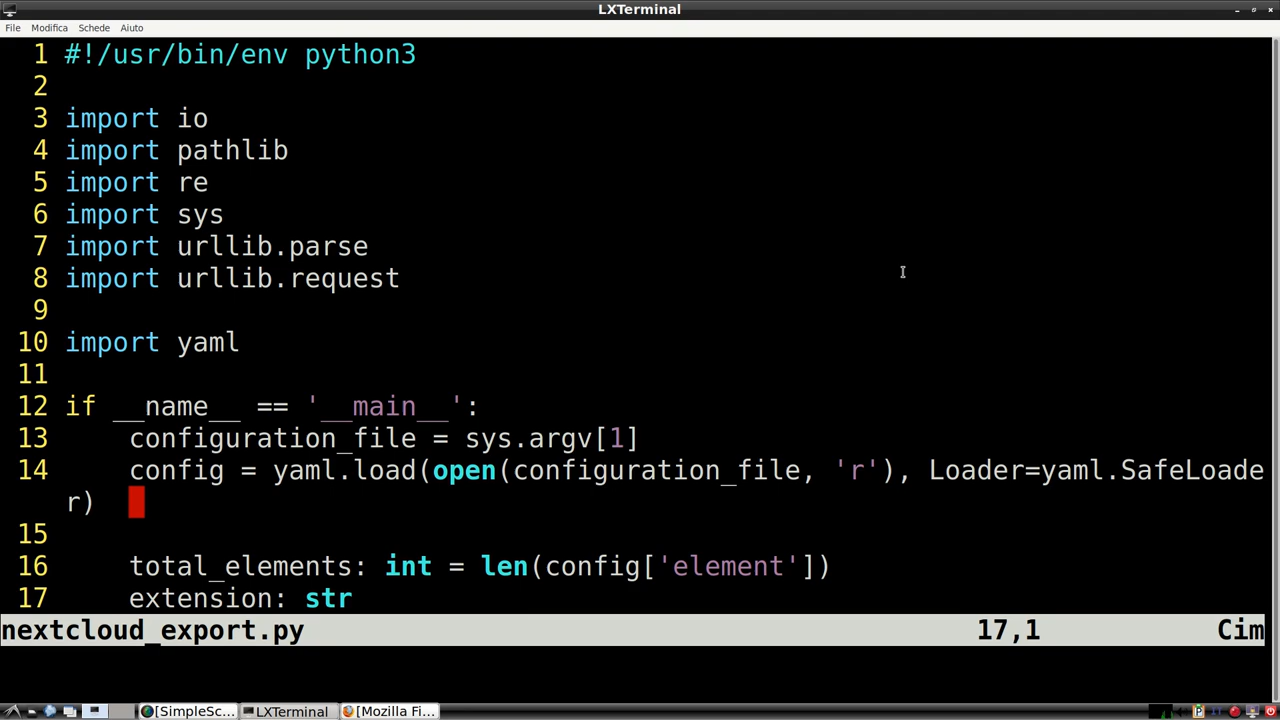 LXTerminal
File Modifica Schede Aiuto
1 #!/usr/bin/env python3
2
3 import io
4 import pathlib
5 import re
6 import sys
7 import urllib.parse
8 import urllib.request
9
10 import yaml
11
12 if __name__ == '__main__':
13     configuration_file = sys.argv[1]
14     config = yaml.load(open(configuration_file, 'r'), Loader=yaml.SafeLoade
r)
15
16     total_elements: int = len(config['element'])
17     extension: str
nextcloud_export.py 17,1 Cim
[SimpleSc... LXTerminal [Mozilla Fi... IT